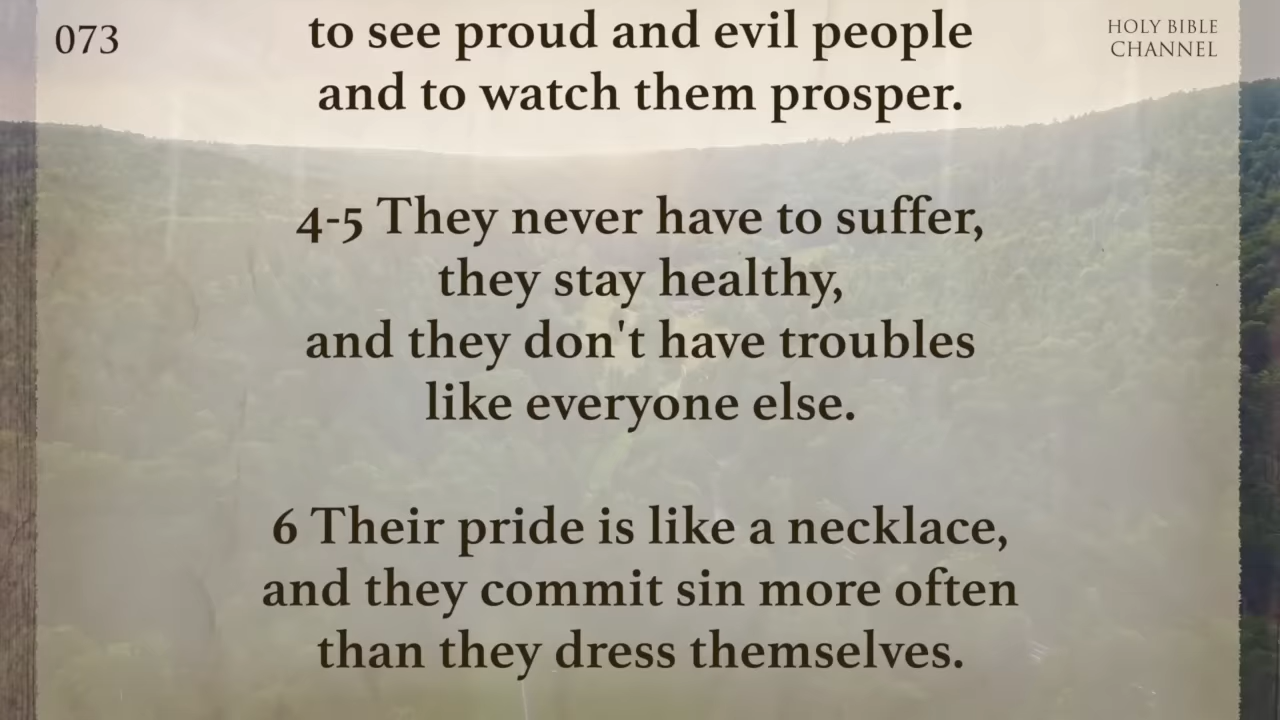 073
HOLY BIBLE
CHANNEL
to see proud and evil people
and to watch them prosper.
4-5 They never have to suffer,
they stay healthy,
and they don't have troubles
like everyone else.
6 Their pride is like a necklace,
and they commit sin more often
than they dress themselves.